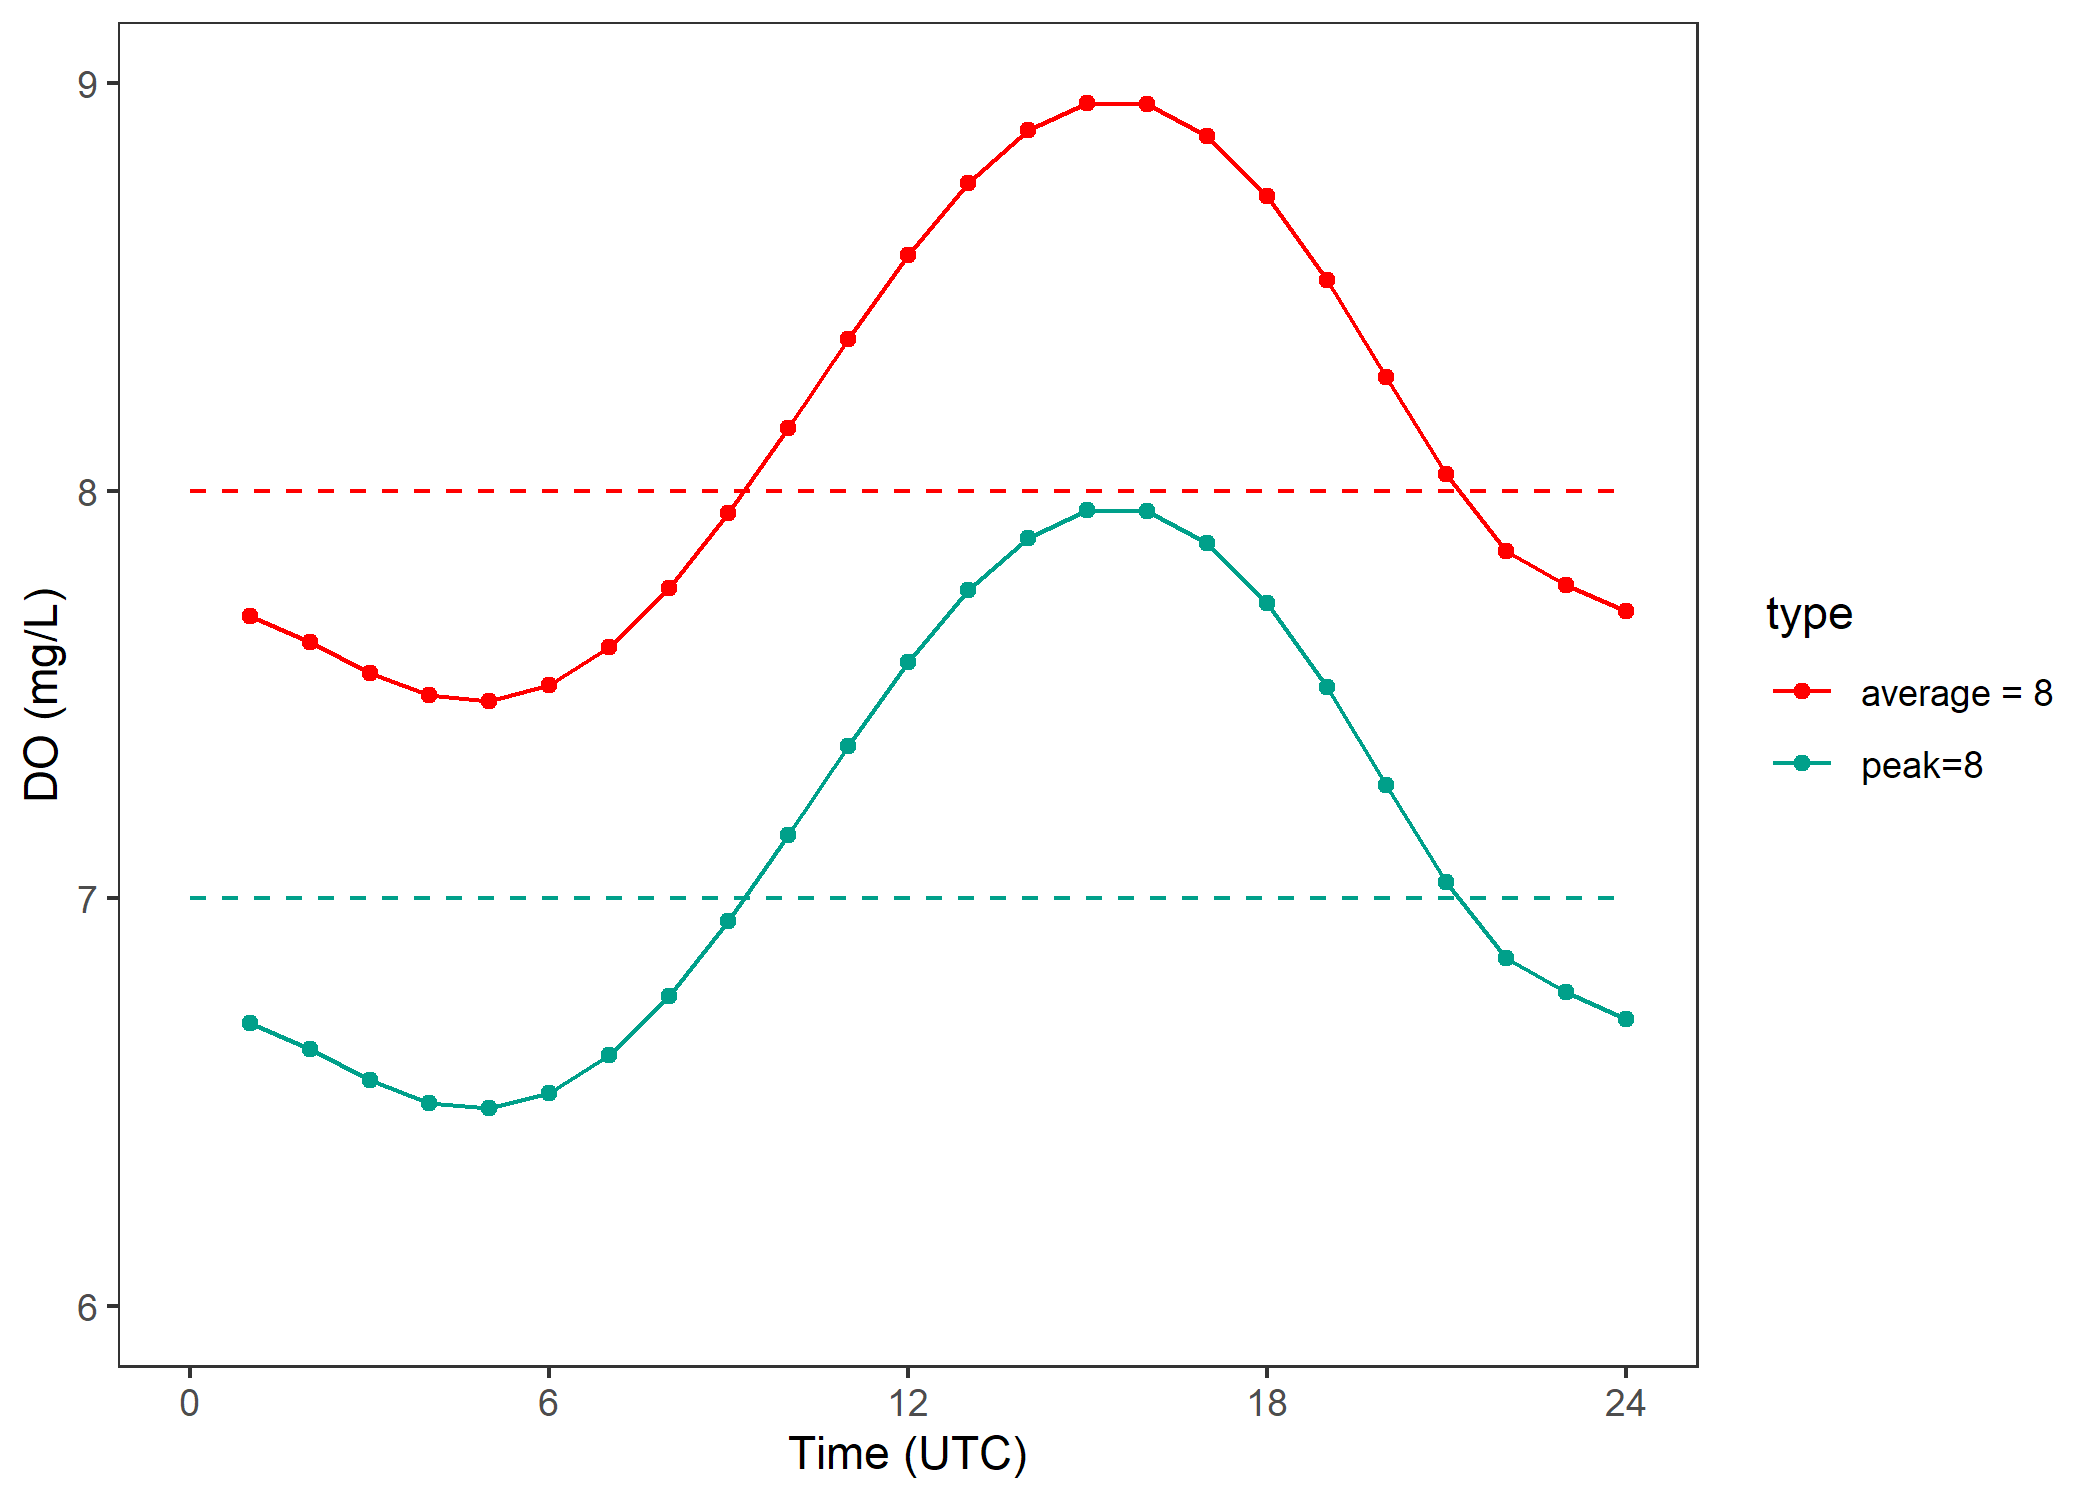 9
8
7
6
DO (mg/L)
0 6 12 18 24
Time (UTC)
type
average = 8
peak=8